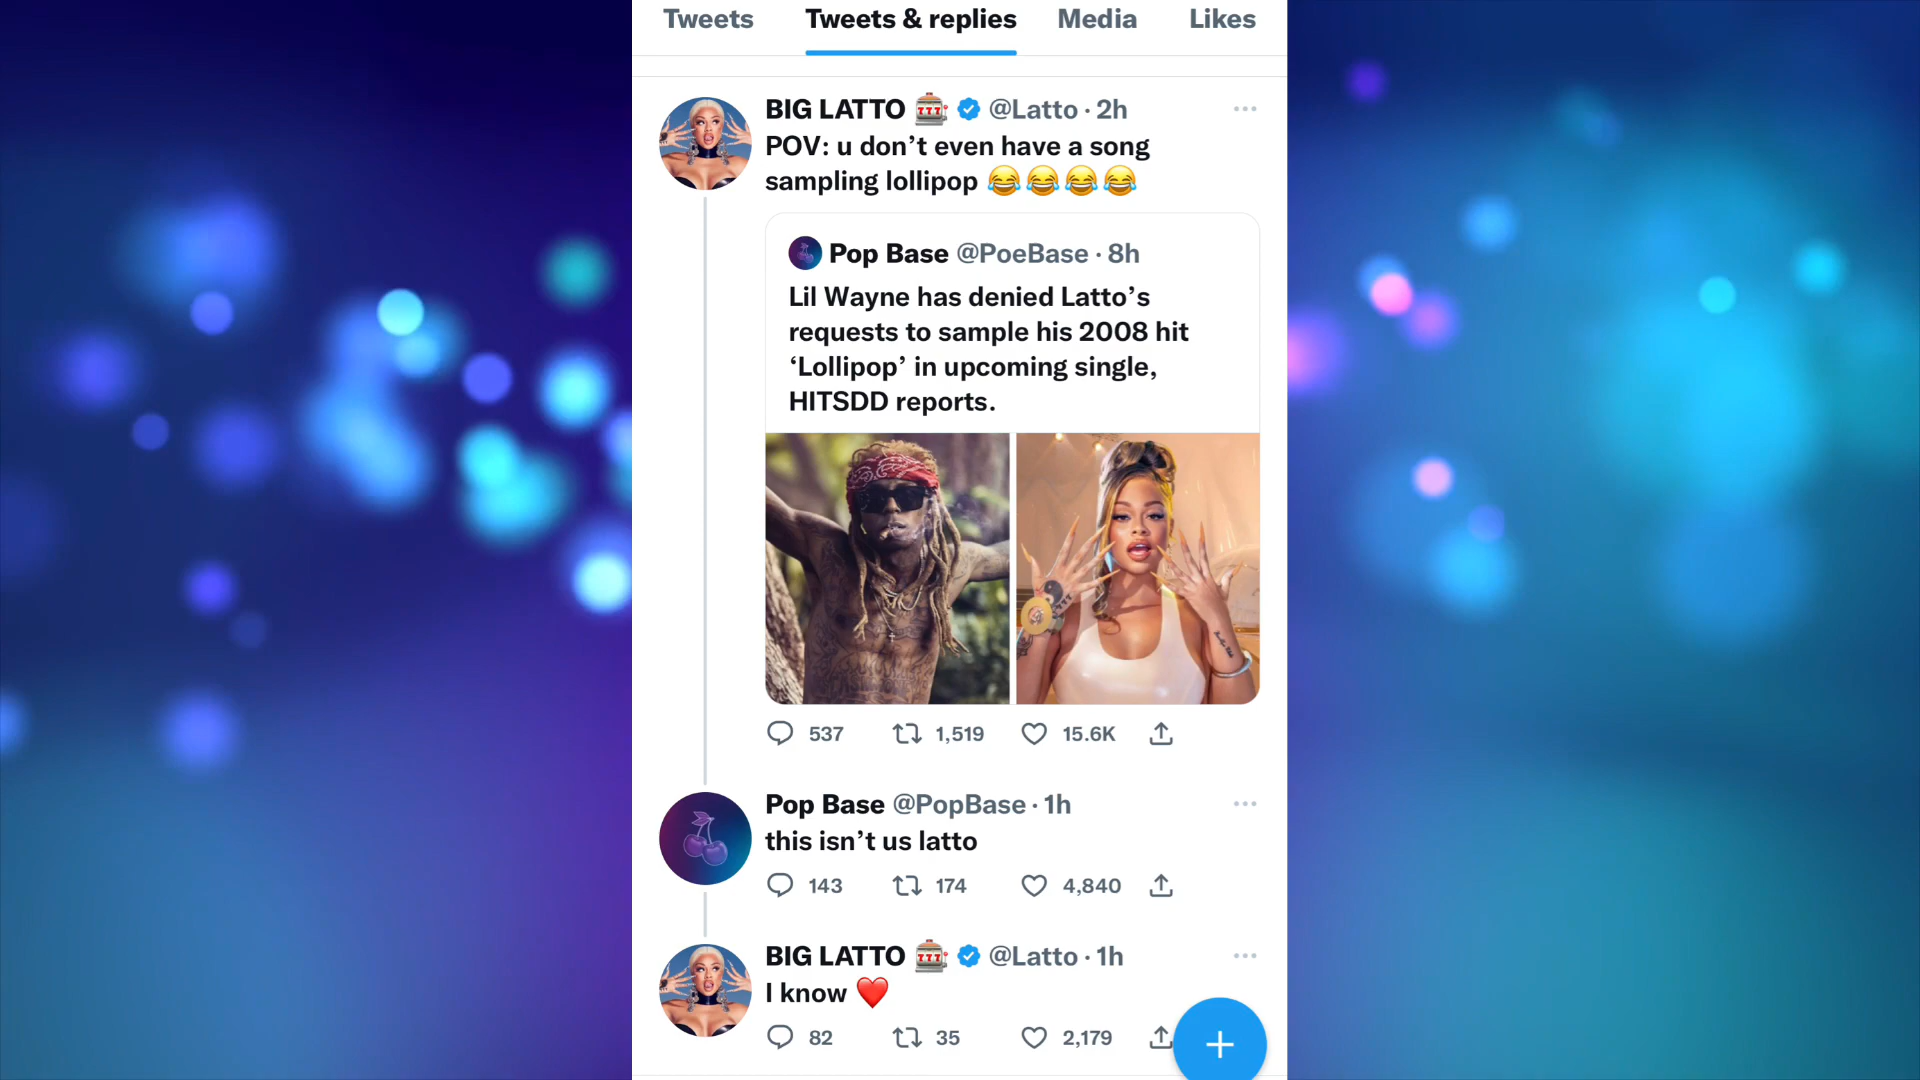 Tweets Tweets & replies Media Likes
BIG LATTO 🎰 @Latto · 2h
POV: u don’t even have a song
sampling lollipop 😂😂😂😂
Pop Base @PoeBase · 8h
Lil Wayne has denied Latto’s
requests to sample his 2008 hit
‘Lollipop’ in upcoming single,
HITSDD reports.
537 1,519 15.6K
Pop Base @PopBase · 1h
this isn’t us latto
143 174 4,840
BIG LATTO 🎰 @Latto · 1h
I know ❤️
82 35 2,179